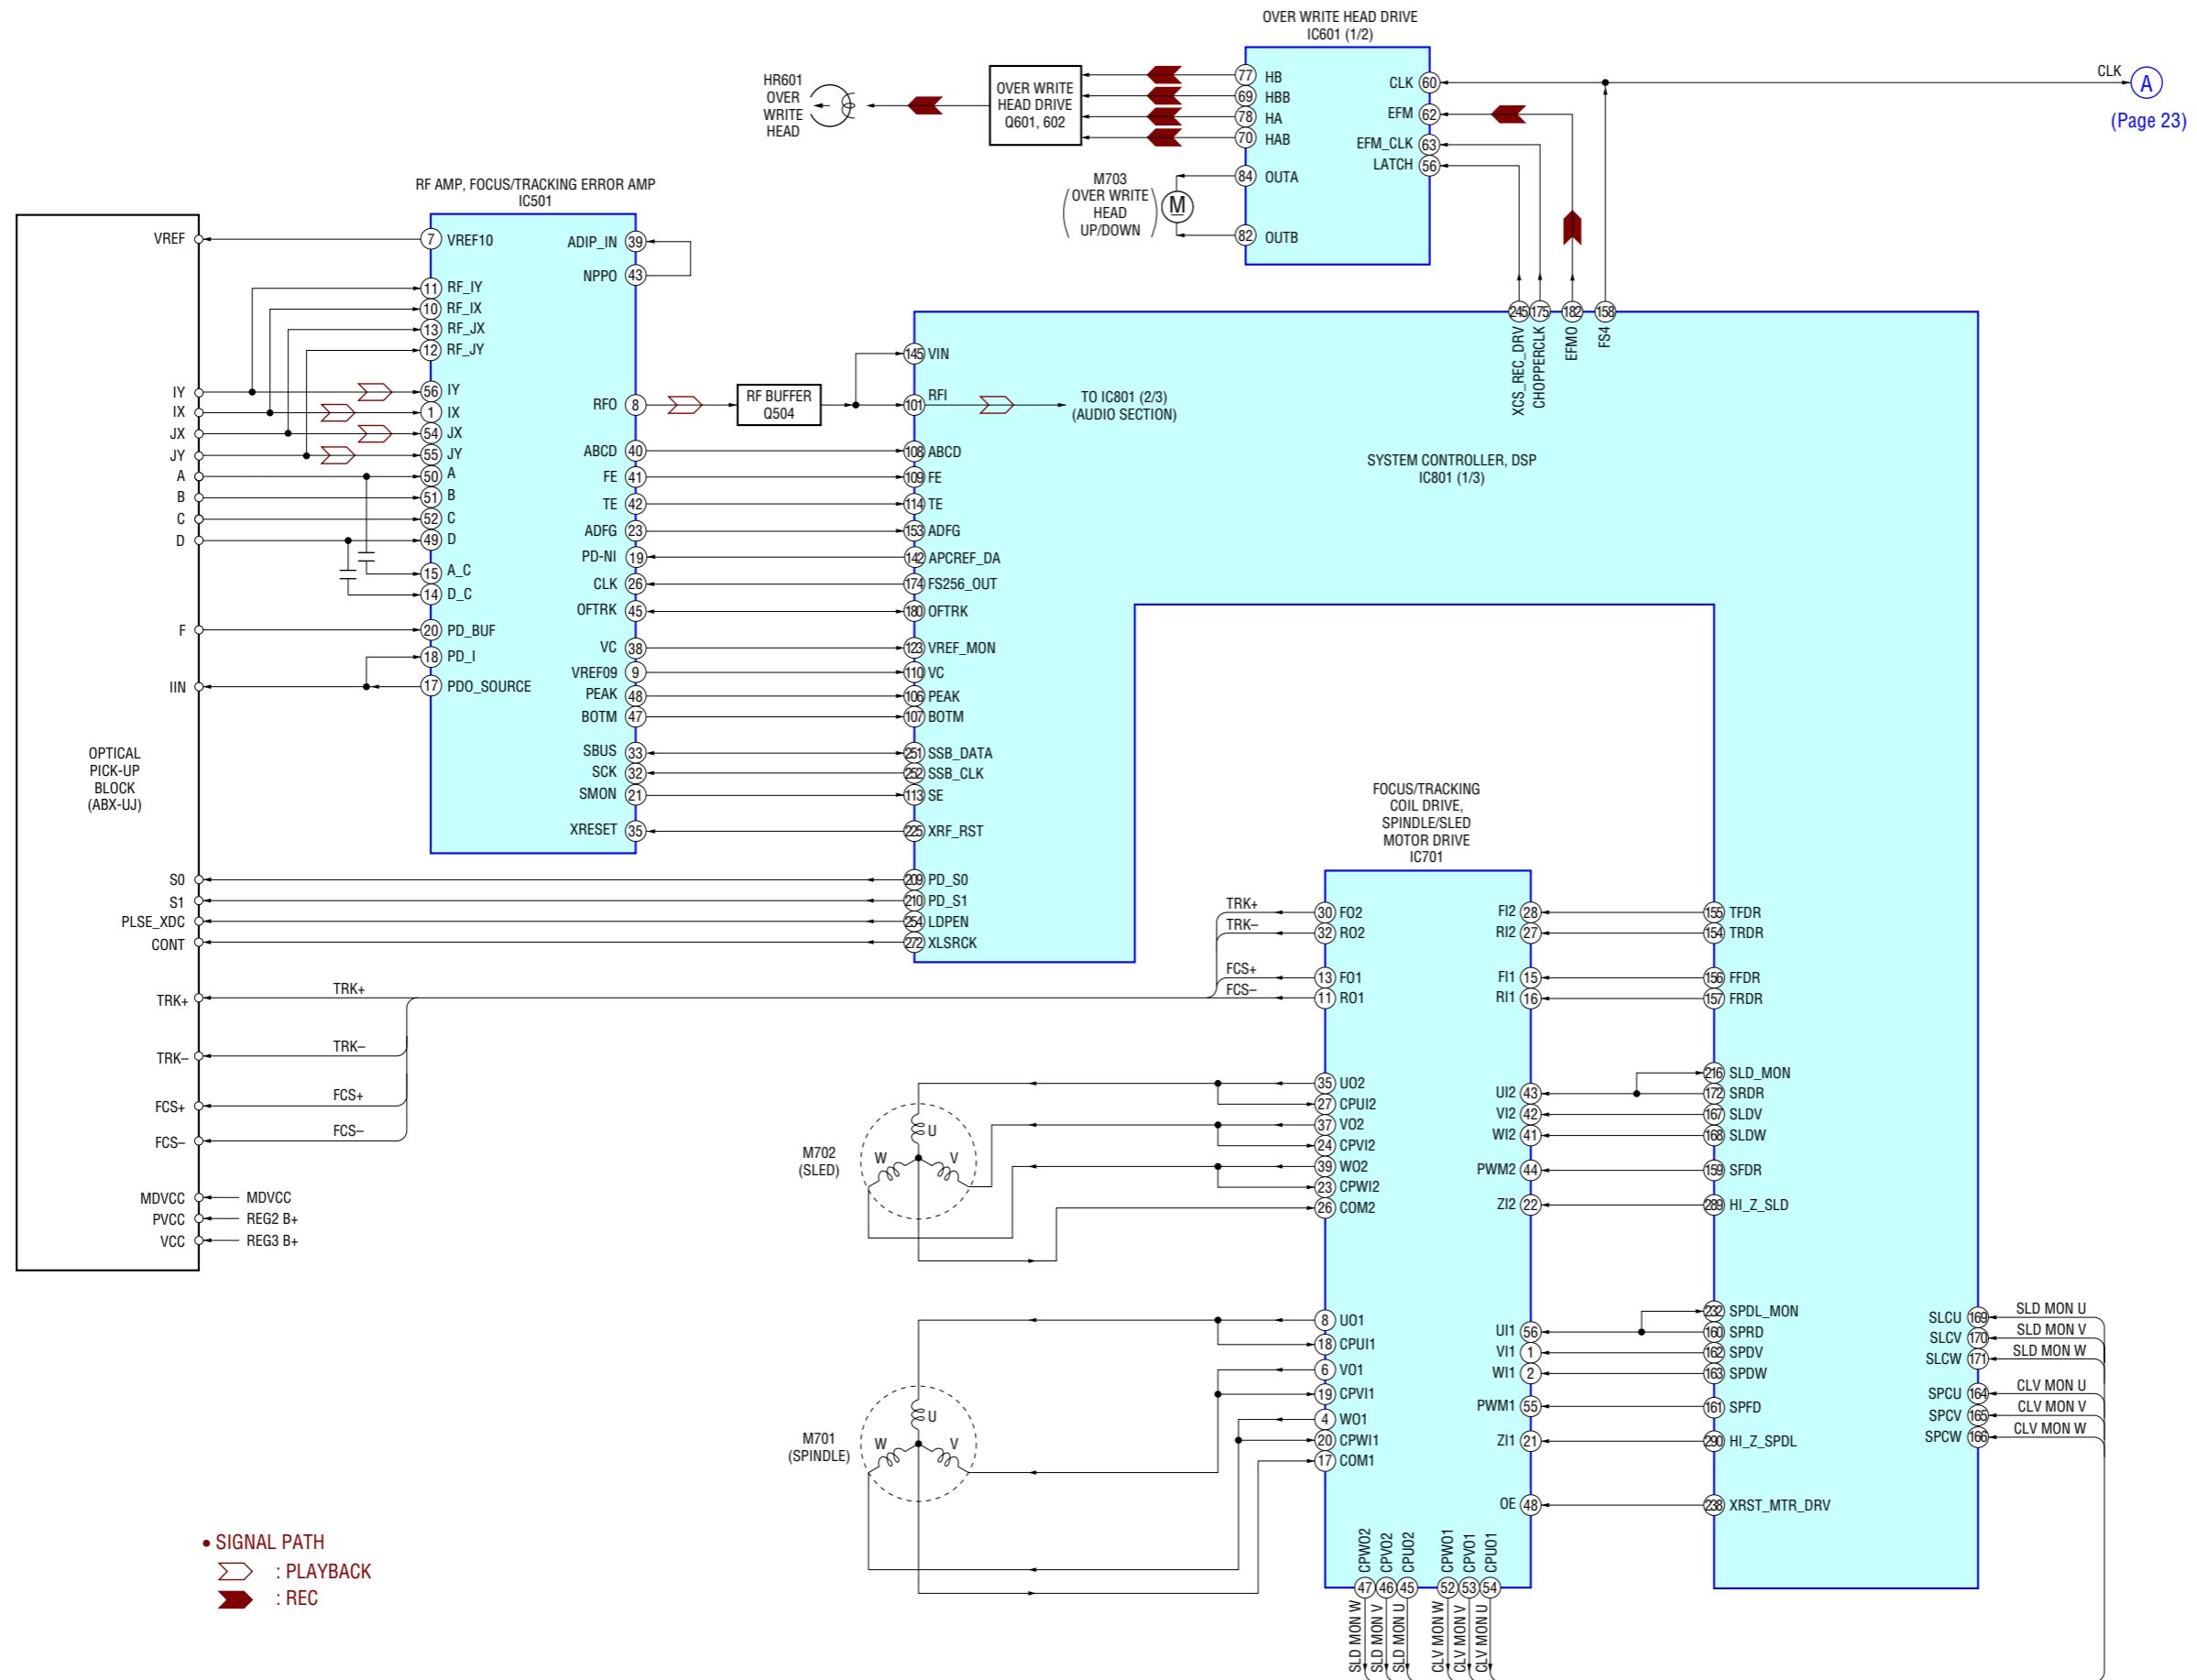 OVER WRITE HEAD DRIVE
IC601 (1/2)
HR601
OVER
WRITE
HEAD
OVER WRITE
HEAD DRIVE
Q601, 602
77 HB
69 HBB
78 HA
70 HAB
84 OUTA
82 OUTB
CLK 60
EFM 62
EFM_CLK 63
LATCH 56
CLK
A
(Page 23)
M703
(OVER WRITE
HEAD
UP/DOWN)
M
RF AMP, FOCUS/TRACKING ERROR AMP
IC501
VREF
7 VREF10
11 RF_IY
10 RF_IX
13 RF_JX
12 RF_JY
IY
56 IY
IX
1 IX
JX
54 JX
JY
55 JY
A
50 A
B
51 B
C
52 C
D
49 D
15 A_C
14 D_C
F
20 PD_BUF
18 PD_I
IIN
17 PDO_SOURCE
ADIP_IN 39
NPPO 43
RFO 8
ABCD 40
FE 41
TE 42
ADFG 23
PD-NI 19
CLK 26
OFTRK 45
VC 38
VREF09 9
PEAK 48
BOTM 47
SBUS 33
SCK 32
SMON 21
XRESET 35
RF BUFFER
Q504
245 XCS_REC_DRV
175 CHOPPERCLK
182 EFMO
158 FS4
145 VIN
101 RFI
TO IC801 (2/3)
(AUDIO SECTION)
108 ABCD
109 FE
114 TE
153 ADFG
142 APCREF_DA
174 FS256_OUT
180 OFTRK
123 VREF_MON
110 VC
106 PEAK
107 BOTM
251 SSB_DATA
252 SSB_CLK
113 SE
225 XRF_RST
209 PD_S0
210 PD_S1
254 LDPEN
272 XLSRCK
SYSTEM CONTROLLER, DSP
IC801 (1/3)
OPTICAL
PICK-UP
BLOCK
(ABX-UJ)
S0
S1
PLSE_XDC
CONT
TRK+
TRK+
TRK–
TRK–
FCS+
FCS+
FCS–
FCS–
MDVCC
MDVCC
PVCC
REG2 B+
VCC
REG3 B+
FOCUS/TRACKING
COIL DRIVE,
SPINDLE/SLED
MOTOR DRIVE
IC701
TRK+
30 FO2
TRK–
32 RO2
FCS+
13 FO1
FCS–
11 RO1
35 UO2
27 CPUI2
37 VO2
24 CPVI2
39 WO2
23 CPWI2
26 COM2
8 UO1
18 CPUI1
6 VO1
19 CPVI1
4 WO1
20 CPWI1
17 COM1
FI2 28
RI2 27
FI1 15
RI1 16
UI2 43
VI2 42
WI2 41
PWM2 44
ZI2 22
UI1 56
VI1 1
WI1 2
PWM1 55
ZI1 21
OE 48
155 TFDR
154 TRDR
156 FFDR
157 FRDR
216 SLD_MON
172 SRDR
167 SLDV
168 SLDW
159 SFDR
289 HI_Z_SLD
232 SPDL_MON
160 SPRD
162 SPDV
163 SPDW
161 SPFD
290 HI_Z_SPDL
238 XRST_MTR_DRV
SLCU 169 SLD MON U
SLCV 170 SLD MON V
SLCW 171 SLD MON W
SPCU 164 CLV MON U
SPCV 165 CLV MON V
SPCW 166 CLV MON W
M702
(SLED)
U
W
V
M701
(SPINDLE)
U
W
V
CPWO2 47 SLD MON W
CPVO2 46 SLD MON V
CPUO2 45 SLD MON U
CPWO1 52 CLV MON W
CPVO1 53 CLV MON V
CPUO1 54 CLV MON U
• SIGNAL PATH
: PLAYBACK
: REC